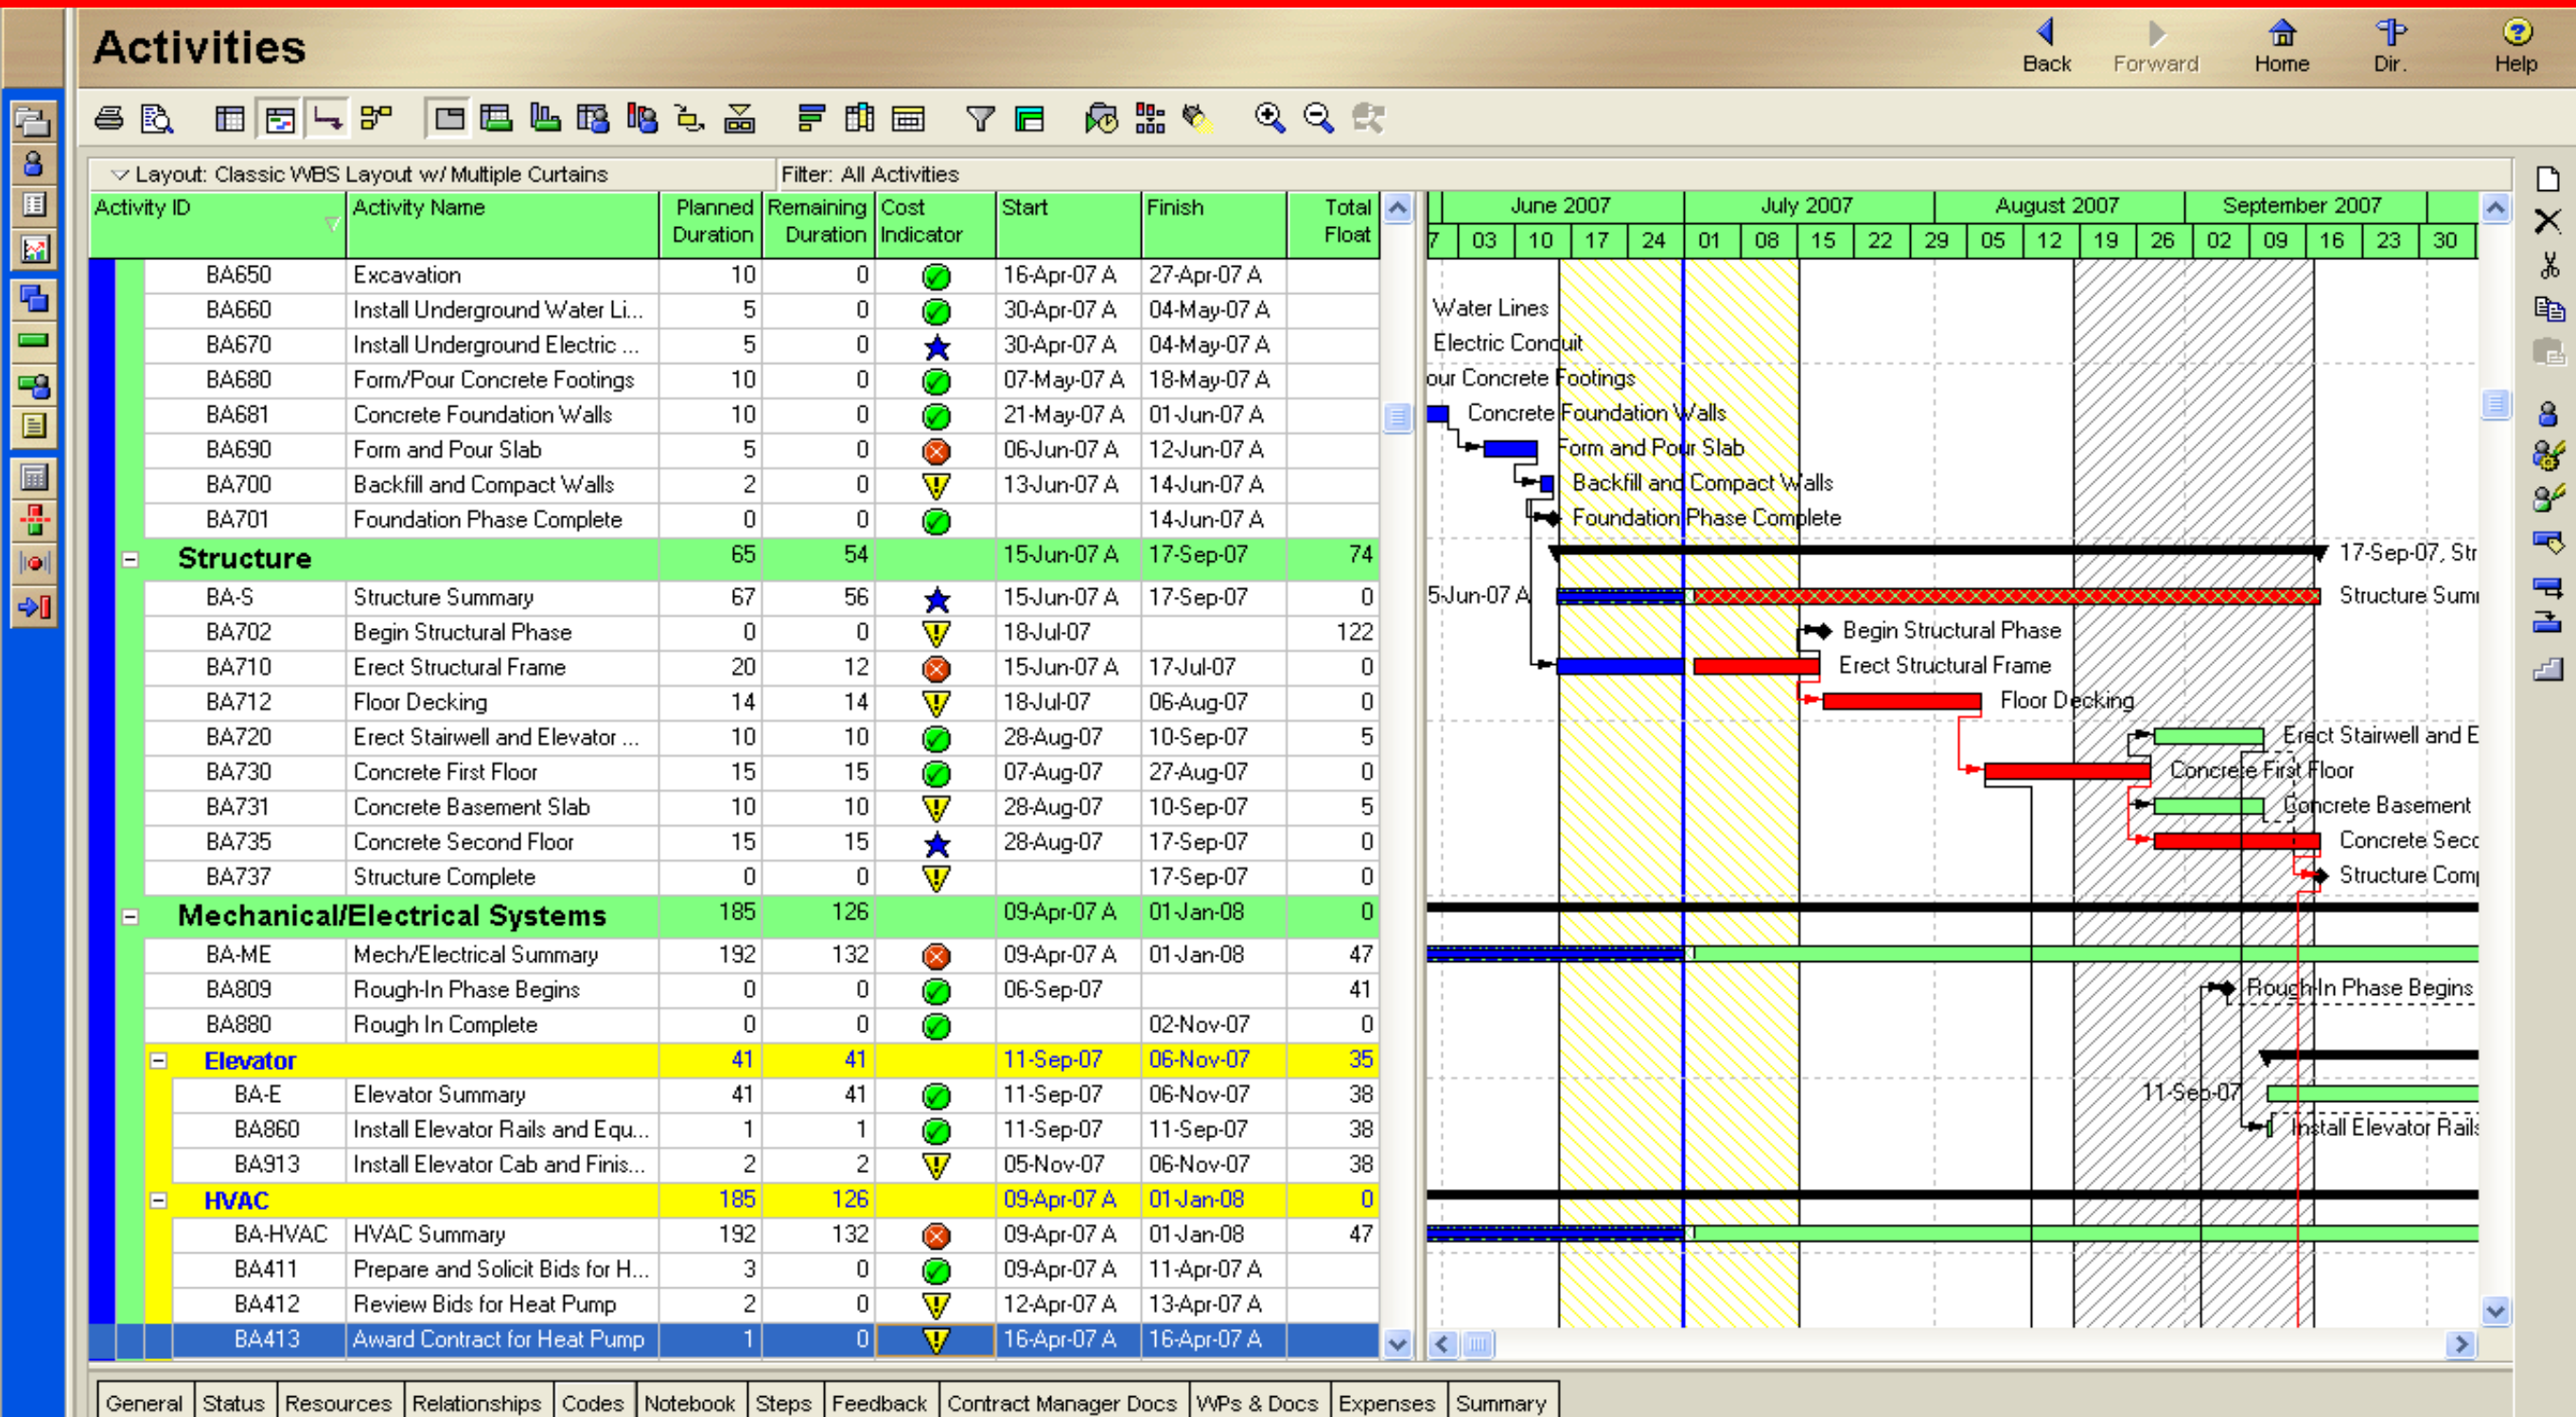 Activities
Back Forward Home Dir. Help
Layout: Classic WBS Layout w/ Multiple Curtains Filter: All Activities
Activity ID Activity Name Planned Duration Remaining Duration Cost Indicator Start Finish Total Float
June 2007 July 2007 August 2007 September 2007
7 03 10 17 24 01 08 15 22 29 05 12 19 26 02 09 16 23 30
BA650 Excavation 10 0 16-Apr-07 A 27-Apr-07 A
BA660 Install Underground Water Li... 5 0 30-Apr-07 A 04-May-07 A Water Lines
BA670 Install Underground Electric ... 5 0 30-Apr-07 A 04-May-07 A Electric Conduit
BA680 Form/Pour Concrete Footings 10 0 07-May-07 A 18-May-07 A our Concrete Footings
BA681 Concrete Foundation Walls 10 0 21-May-07 A 01-Jun-07 A Concrete Foundation Walls
BA690 Form and Pour Slab 5 0 06-Jun-07 A 12-Jun-07 A Form and Pour Slab
BA700 Backfill and Compact Walls 2 0 13-Jun-07 A 14-Jun-07 A Backfill and Compact Walls
BA701 Foundation Phase Complete 0 0 14-Jun-07 A Foundation Phase Complete
Structure 65 54 15-Jun-07 A 17-Sep-07 74 17-Sep-07, Str
BA-S Structure Summary 67 56 15-Jun-07 A 17-Sep-07 0 5-Jun-07 A Structure Sum
BA702 Begin Structural Phase 0 0 18-Jul-07 122 Begin Structural Phase
BA710 Erect Structural Frame 20 12 15-Jun-07 A 17-Jul-07 0 Erect Structural Frame
BA712 Floor Decking 14 14 18-Jul-07 06-Aug-07 0 Floor Decking
BA720 Erect Stairwell and Elevator ... 10 10 28-Aug-07 10-Sep-07 5 Erect Stairwell and E
BA730 Concrete First Floor 15 15 07-Aug-07 27-Aug-07 0 Concrete First Floor
BA731 Concrete Basement Slab 10 10 28-Aug-07 10-Sep-07 5 Concrete Basement
BA735 Concrete Second Floor 15 15 28-Aug-07 17-Sep-07 0 Concrete Seco
BA737 Structure Complete 0 0 17-Sep-07 0 Structure Comp
Mechanical/Electrical Systems 185 126 09-Apr-07 A 01-Jan-08 0
BA-ME Mech/Electrical Summary 192 132 09-Apr-07 A 01-Jan-08 47
BA809 Rough-In Phase Begins 0 0 06-Sep-07 41 Rough-In Phase Begins
BA880 Rough In Complete 0 0 02-Nov-07 0
Elevator 41 41 11-Sep-07 06-Nov-07 35
BA-E Elevator Summary 41 41 11-Sep-07 06-Nov-07 38 11-Sep-07
BA860 Install Elevator Rails and Equ... 1 1 11-Sep-07 11-Sep-07 38 Install Elevator Rails
BA913 Install Elevator Cab and Finis... 2 2 05-Nov-07 06-Nov-07 38
HVAC 185 126 09-Apr-07 A 01-Jan-08 0
BA-HVAC HVAC Summary 192 132 09-Apr-07 A 01-Jan-08 47
BA411 Prepare and Solicit Bids for H... 3 0 09-Apr-07 A 11-Apr-07 A
BA412 Review Bids for Heat Pump 2 0 12-Apr-07 A 13-Apr-07 A
BA413 Award Contract for Heat Pump 1 0 16-Apr-07 A 16-Apr-07 A
General Status Resources Relationships Codes Notebook Steps Feedback Contract Manager Docs WPs & Docs Expenses Summary